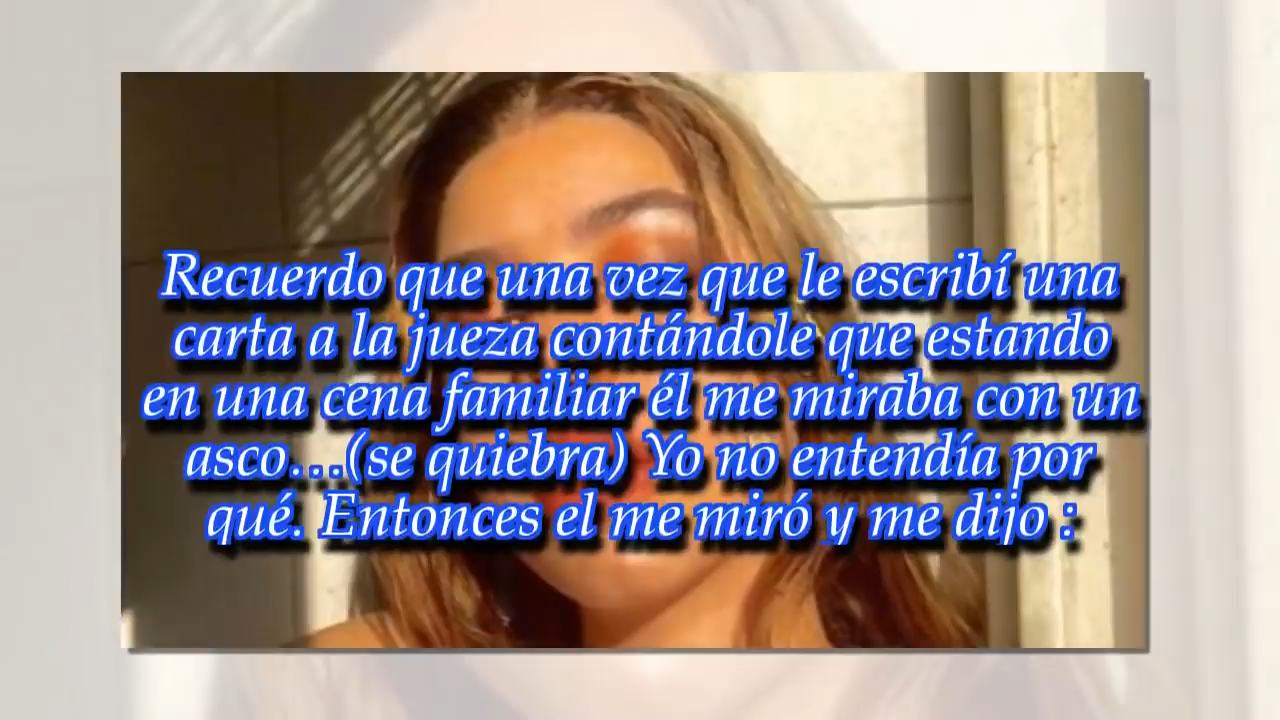 Recuerdo que una vez que le escribí una
carta a la jueza contándole que estando
en una cena familiar él me miraba con un
asco...(se quiebra) Yo no entendía por
qué. Entonces el me miró y me dijo :